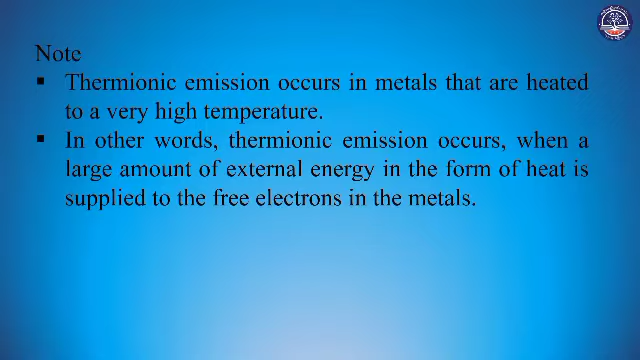 Note
▪ Thermionic emission occurs in metals that are heated
to a very high temperature.
▪ In other words, thermionic emission occurs, when a
large amount of external energy in the form of heat is
supplied to the free electrons in the metals.